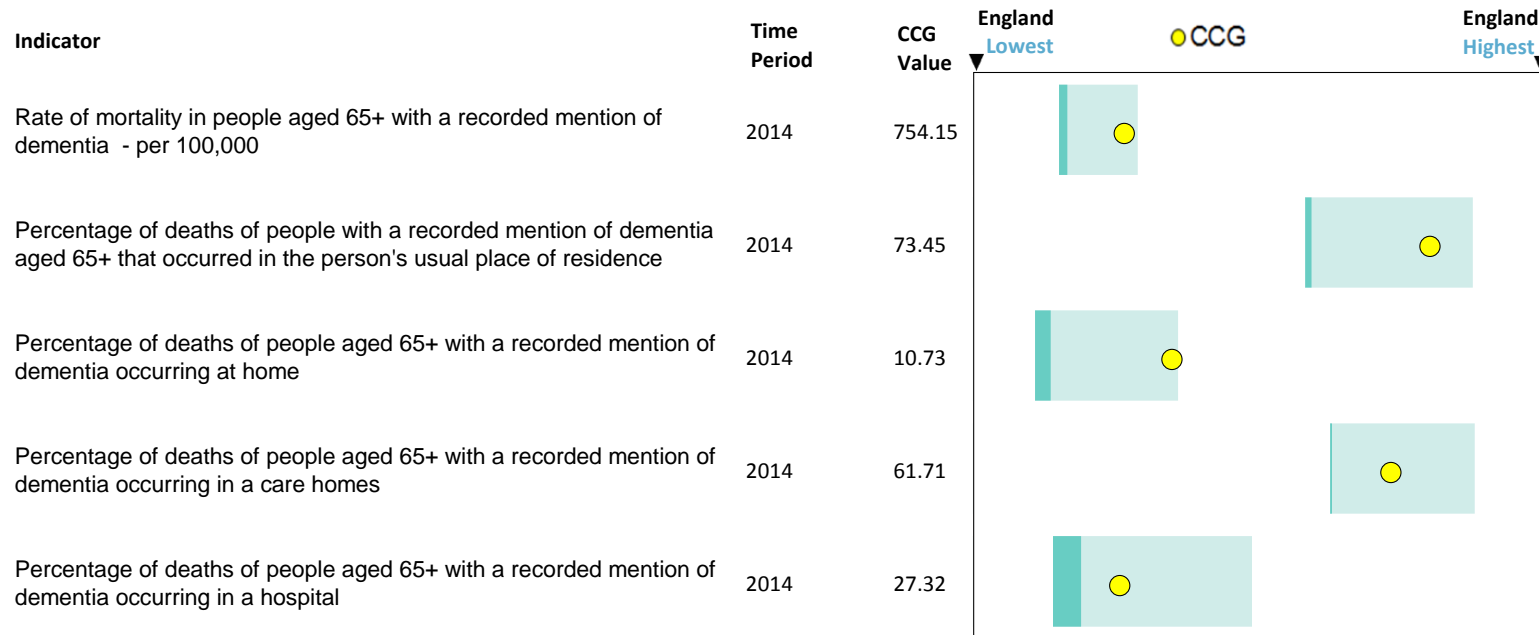 Indicator
Time Period
CCG Value
England Lowest
CCG
England Highest
Rate of mortality in people aged 65+ with a recorded mention of
dementia - per 100,000
2014
754.15
Percentage of deaths of people with a recorded mention of dementia
aged 65+ that occurred in the person's usual place of residence
2014
73.45
Percentage of deaths of people aged 65+ with a recorded mention of
dementia occurring at home
2014
10.73
Percentage of deaths of people aged 65+ with a recorded mention of
dementia occurring in a care homes
2014
61.71
Percentage of deaths of people aged 65+ with a recorded mention of
dementia occurring in a hospital
2014
27.32